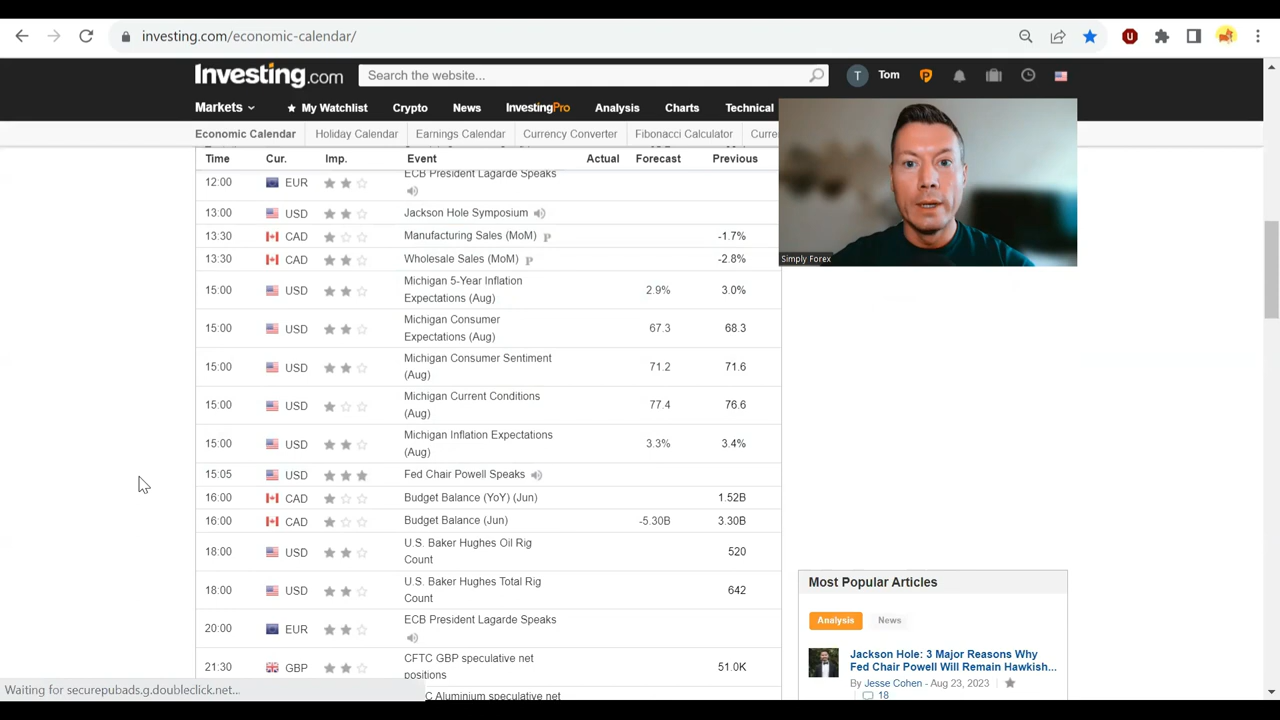 investing.com/economic-calendar/
Investing.com
Search the website...
T
Tom
Markets
My Watchlist
Crypto
News
InvestingPro
Analysis
Charts
Technical
Economic Calendar
Holiday Calendar
Earnings Calendar
Currency Converter
Fibonacci Calculator
Curre
Time Cur. Imp. Event Actual Forecast Previous
12:00 EUR ECB President Lagarde Speaks
13:00 USD Jackson Hole Symposium
13:30 CAD Manufacturing Sales (MoM) P -1.7%
13:30 CAD Wholesale Sales (MoM) P -2.8%
Michigan 5-Year Inflation
15:00 USD 2.9% 3.0%
Expectations (Aug)
Michigan Consumer
15:00 USD 67.3 68.3
Expectations (Aug)
Michigan Consumer Sentiment
15:00 USD 71.2 71.6
(Aug)
Michigan Current Conditions
15:00 USD 77.4 76.6
(Aug)
Michigan Inflation Expectations
15:00 USD 3.3% 3.4%
(Aug)
15:05 USD Fed Chair Powell Speaks
16:00 CAD Budget Balance (YoY) (Jun) 1.52B
16:00 CAD Budget Balance (Jun) -5.30B 3.30B
U.S. Baker Hughes Oil Rig
18:00 USD 520
Count
U.S. Baker Hughes Total Rig
18:00 USD 642
Count
20:00 EUR ECB President Lagarde Speaks
CFTC GBP speculative net
21:30 GBP 51.0K
positions
C Aluminium speculative net
Simply Forex
Most Popular Articles
Analysis
News
Jackson Hole: 3 Major Reasons Why
Fed Chair Powell Will Remain Hawkish...
By Jesse Cohen - Aug 23, 2023
18
Waiting for securepubads.g.doubleclick.net...